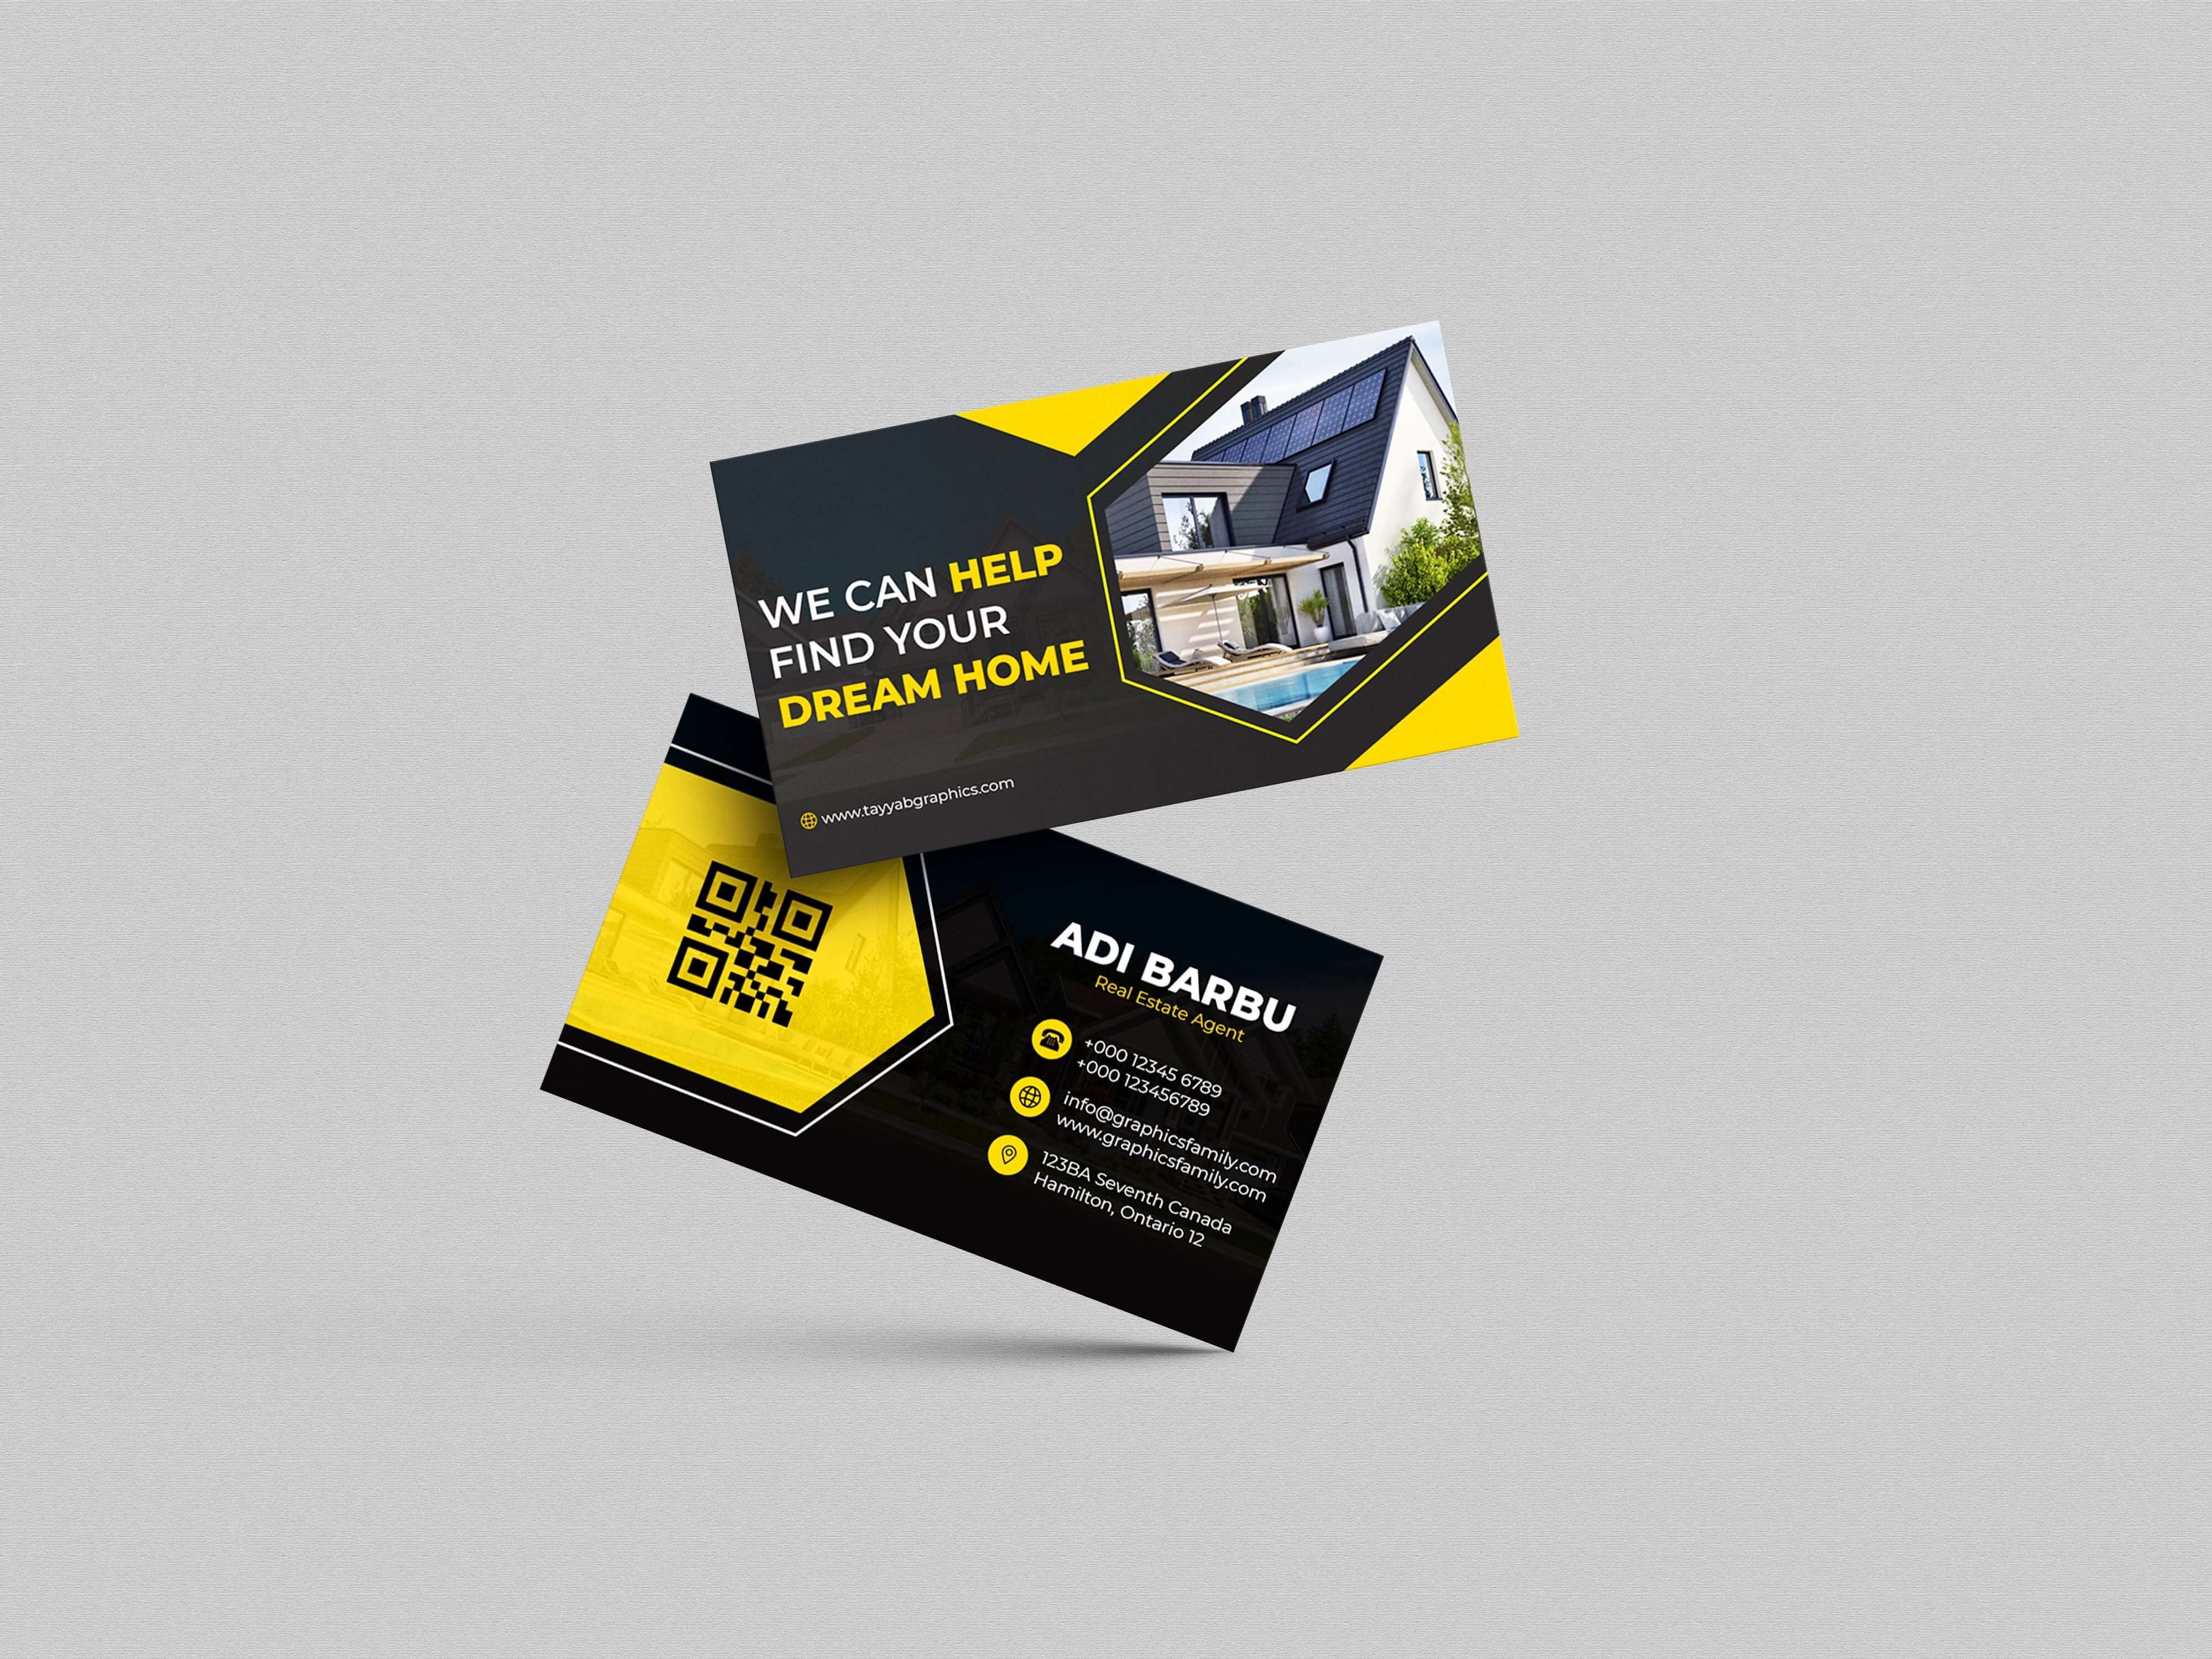 WE CAN HELP
FIND YOUR
DREAM HOME
www.tayyabgraphics.com
ADI BARBU
Real Estate Agent
+000 12345 6789
+000 123456789
info@graphicsfamily.com
www.graphicsfamily.com
123BA Seventh Canada
Hamilton, Ontario 12